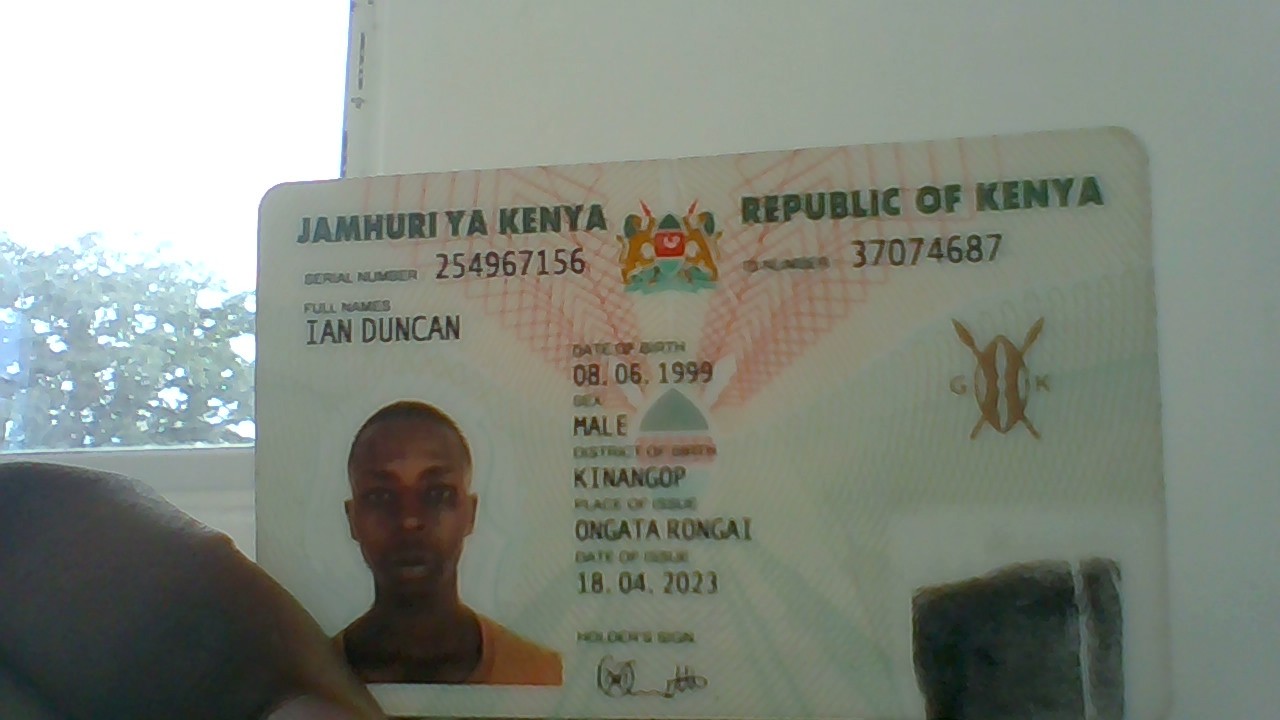 JAMHURI YA KENYA
REPUBLIC OF KENYA
SERIAL NUMBER 254967156
ID NUMBER 37074687
FULL NAMES
IAN DUNCAN
DATE OF BIRTH
08. 06. 1999
SEX
MALE
DISTRICT OF BIRTH
KINANGOP
PLACE OF ISSUE
ONGATA RONGAI
DATE OF ISSUE
18. 04. 2023
HOLDER'S SIGN
G K